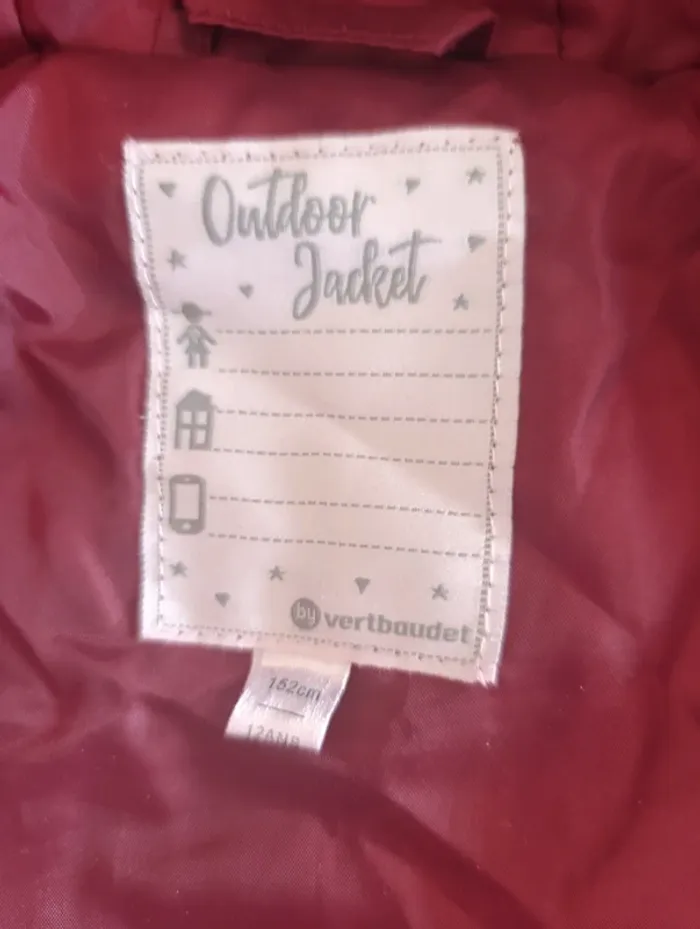 Outdoor
Jacket
by vertbaudet
152cm
12ANS